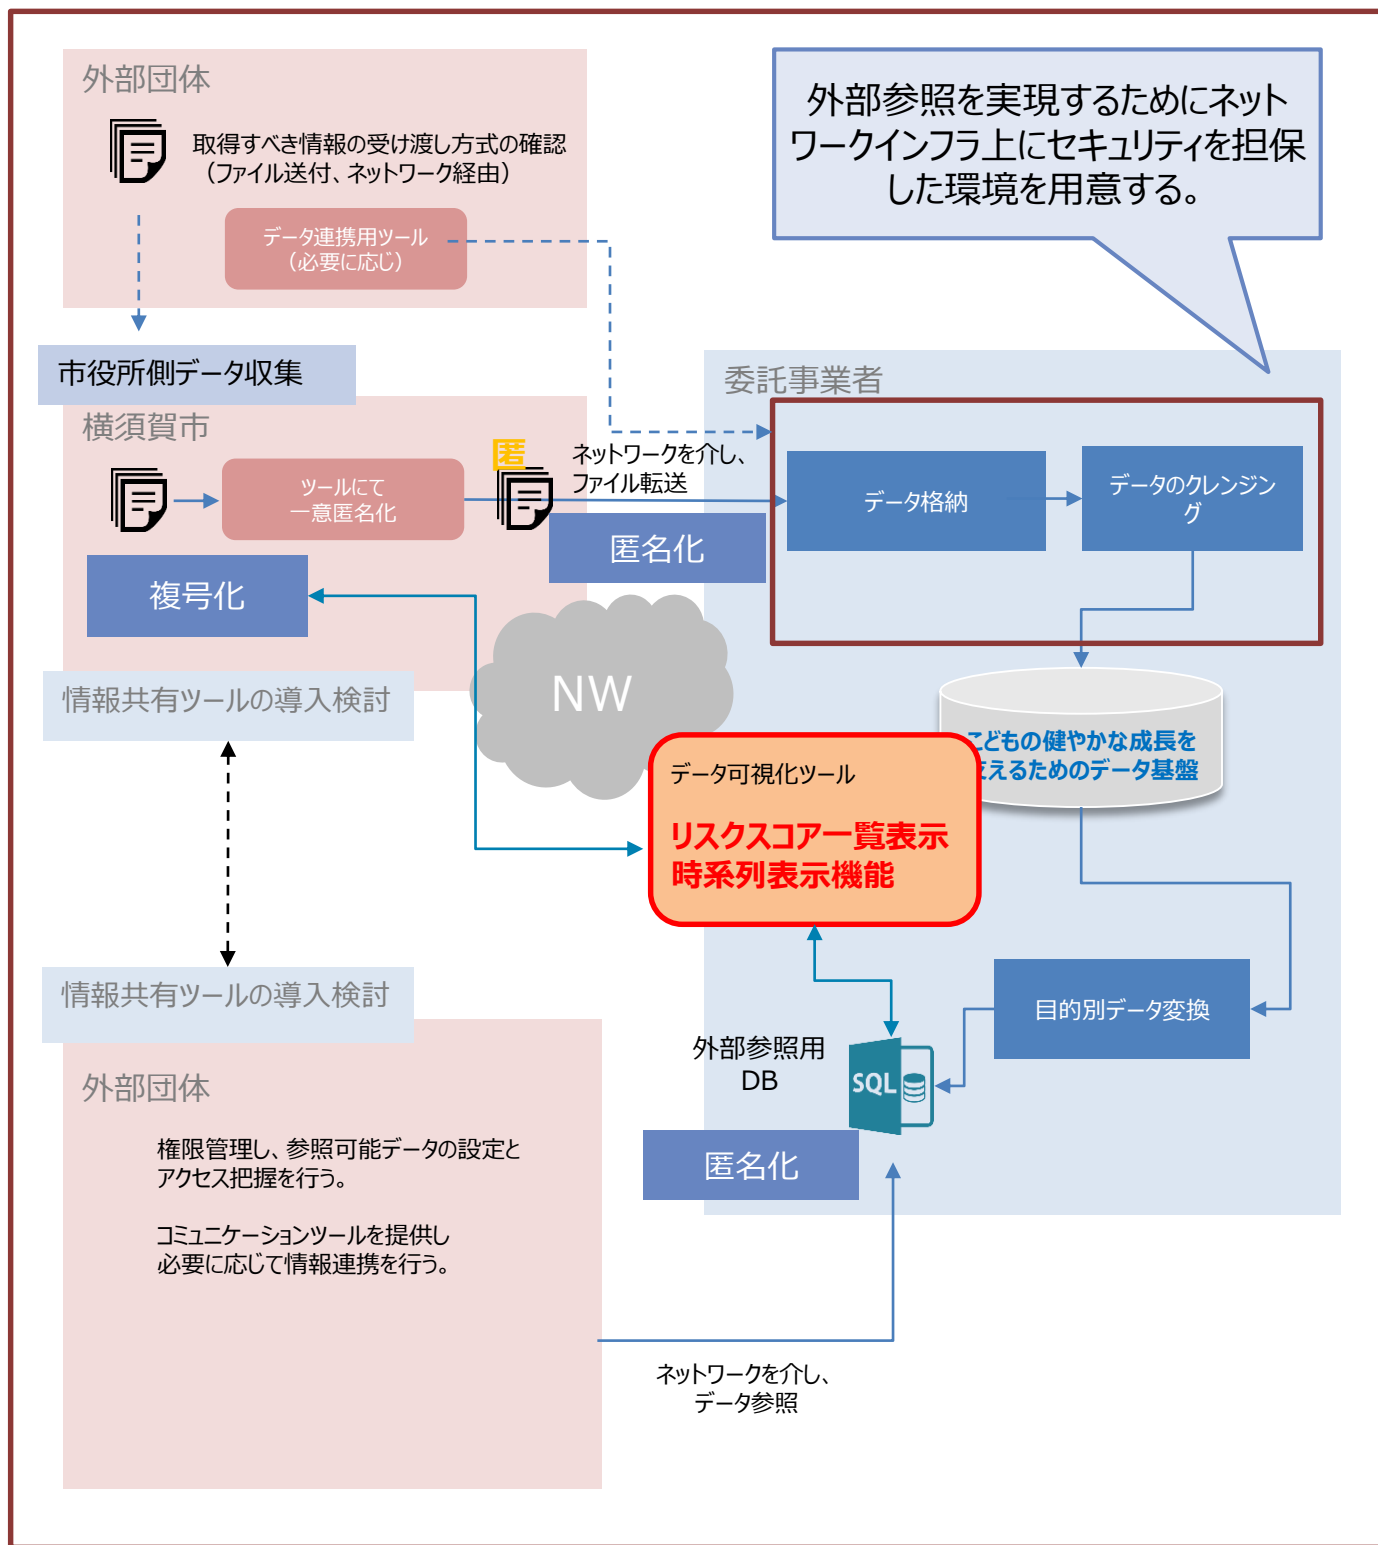 外部団体
取得すべき情報の受け渡し方式の確認
（ファイル送付、ネットワーク経由）
データ連携用ツール
（必要に応じ）
外部参照を実現するためにネット
ワークインフラ上にセキュリティを担保
した環境を用意する。
市役所側データ収集
横須賀市
ツールにて
一意匿名化
匿
ネットワークを介し、
ファイル転送
匿名化
複号化
委託事業者
データ格納
データのクレンジン
グ
NW
情報共有ツールの導入検討
こどもの健やかな成長を
支えるためのデータ基盤
データ可視化ツール
リスクスコア一覧表示
時系列表示機能
情報共有ツールの導入検討
目的別データ変換
外部参照用
DB
SQL
匿名化
外部団体
権限管理し、参照可能データの設定と
アクセス把握を行う。
コミュニケーションツールを提供し
必要に応じて情報連携を行う。
ネットワークを介し、
データ参照